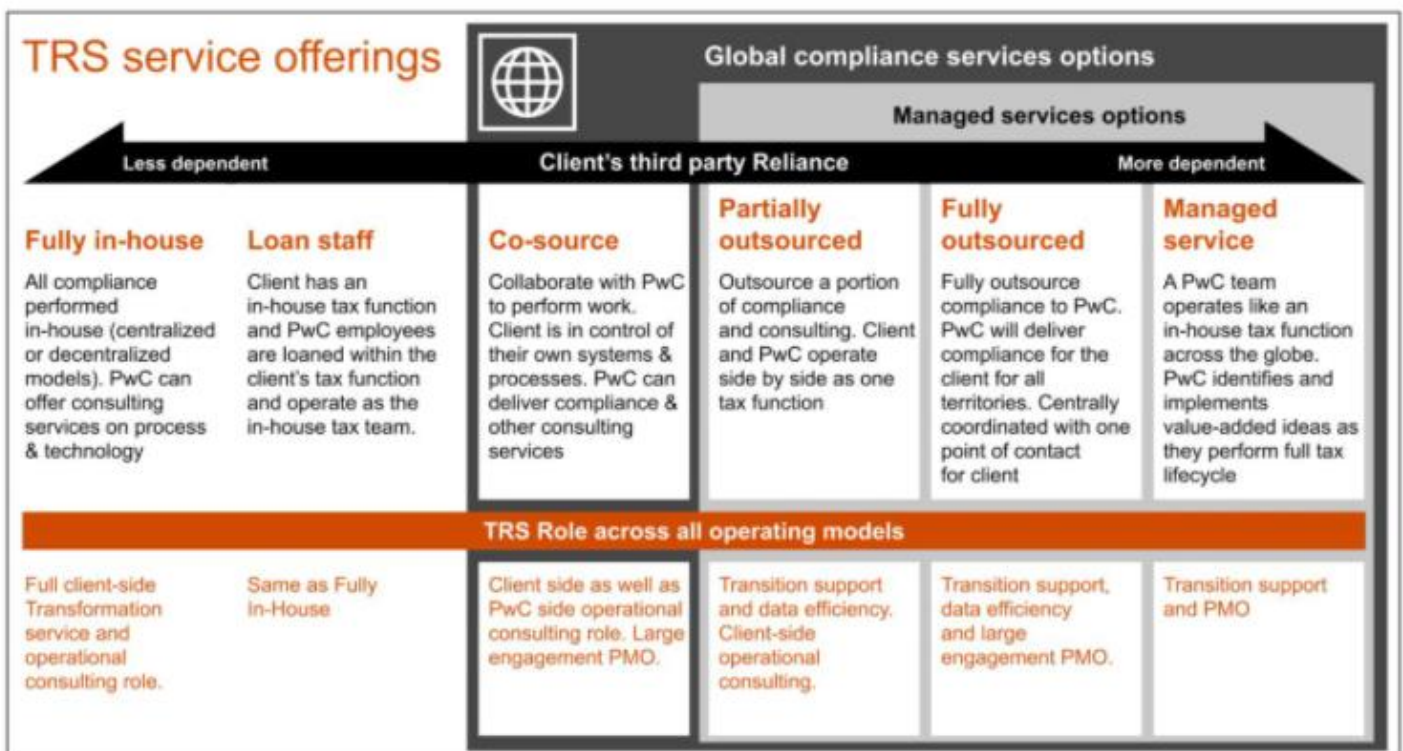 TRS service offerings
Global compliance services options
Managed services options
Less dependent
Client's third party Reliance
More dependent
Fully in-house
All compliance
performed
in-house (centralized
or decentralized
models). PwC can
offer consulting
services on process
& technology
Loan staff
Client has an
in-house tax function
and PwC employees
are loaned within the
client's tax function
and operate as the
in-house tax team.
Co-source
Collaborate with PwC
to perform work.
Client is in control of
their own systems &
processes. PwC can
deliver compliance &
other consulting
services
Partially
outsourced
Outsource a portion
of compliance
and consulting. Client
and PwC operate
side by side as one
tax function
Fully
outsourced
Fully outsource
compliance to PwC.
PwC will deliver
compliance for the
client for all
territories. Centrally
coordinated with one
point of contact
for client
Managed
service
A PwC team
operates like an
in-house tax function
across the globe.
PwC identifies and
implements
value-added ideas as
they perform full tax
lifecycle
TRS Role across all operating models
Full client-side
Transformation
service and
operational
consulting role.
Same as Fully
In-House
Client side as well as
PwC side operational
consulting role. Large
engagement PMO.
Transition support
and data efficiency.
Client-side
operational
consulting.
Transition support,
data efficiency
and large
engagement PMO.
Transition support
and PMO